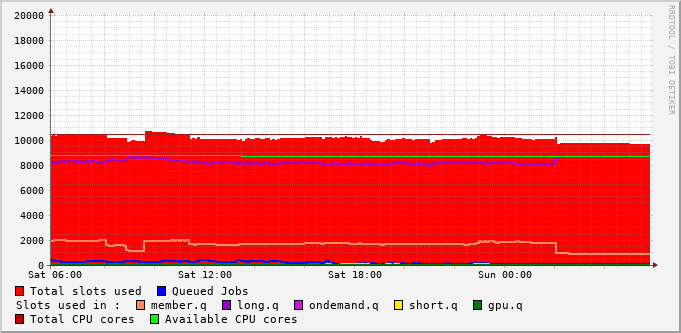 20000
18000
16000
14000
12000
10000
8000
6000
4000
2000
0
Sat 06:00 Sat 12:00 Sat 18:00 Sun 00:00
Total slots used Queued Jobs
Slots used in : member.q long.q ondemand.q short.q gpu.q
Total CPU cores Available CPU cores
RRDTOOL / TOBI OETIKER